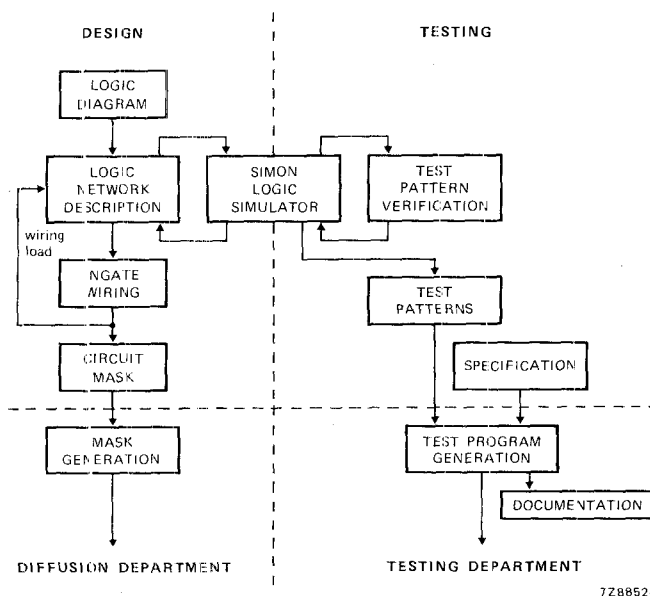 DESIGN
TESTING
LOGIC
DIAGRAM
LOGIC
NETWORK
DESCRIPTION
SIMON
LOGIC
SIMULATOR
TEST
PATTERN
VERIFICATION
wiring
load
NGATE
WIRING
TEST
PATTERNS
CIRCUIT
MASK
SPECIFICATION
MASK
GENERATION
TEST PROGRAM
GENERATION
DOCUMENTATION
DIFFUSION DEPARTMENT
TESTING DEPARTMENT
7Z8852